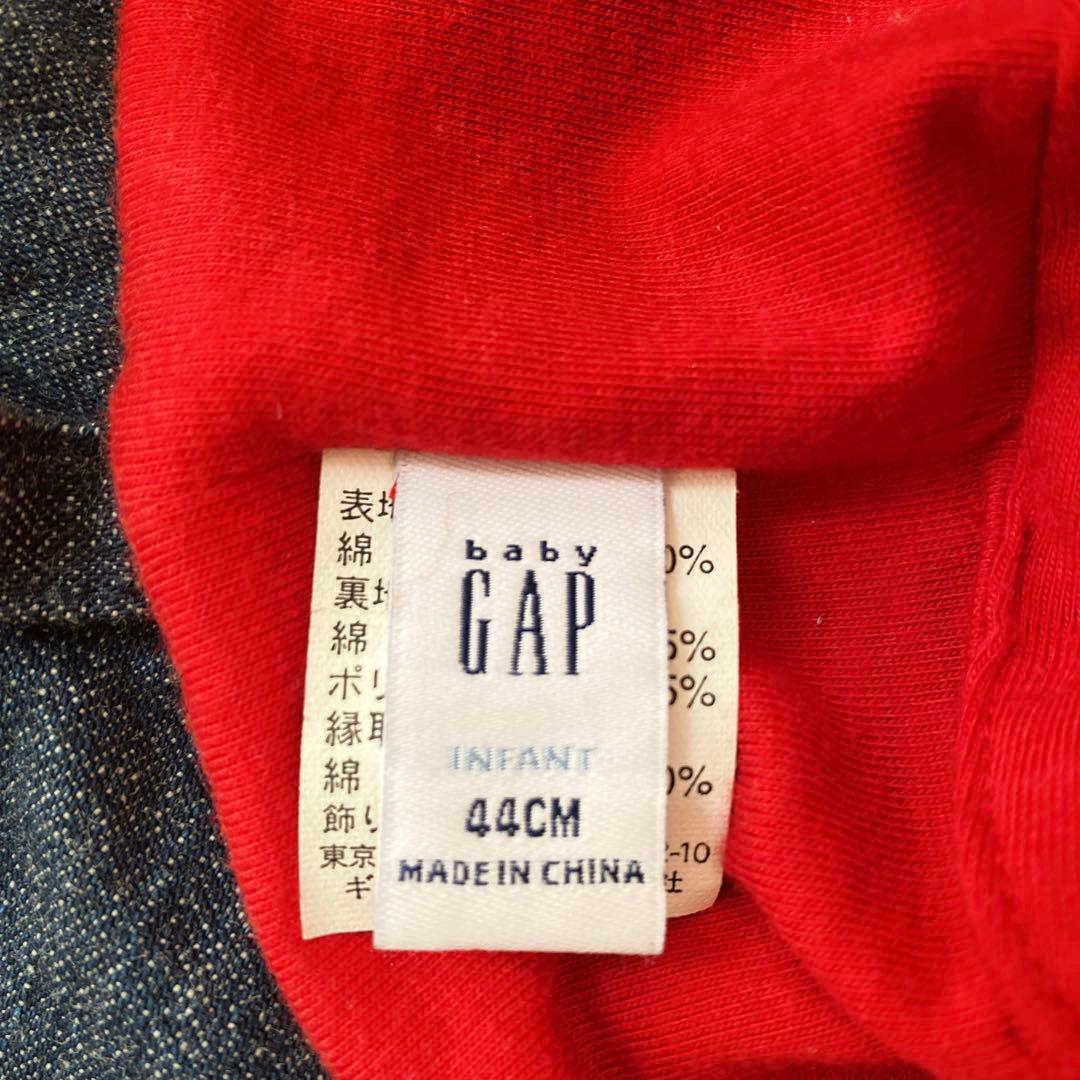 baby
GAP
INFANT
44CM
MADE IN CHINA
表地
綿 0%
裏地
綿 5%
ポリ 5%
縁取
綿 0%
飾り
東京 2-10
ギ 社